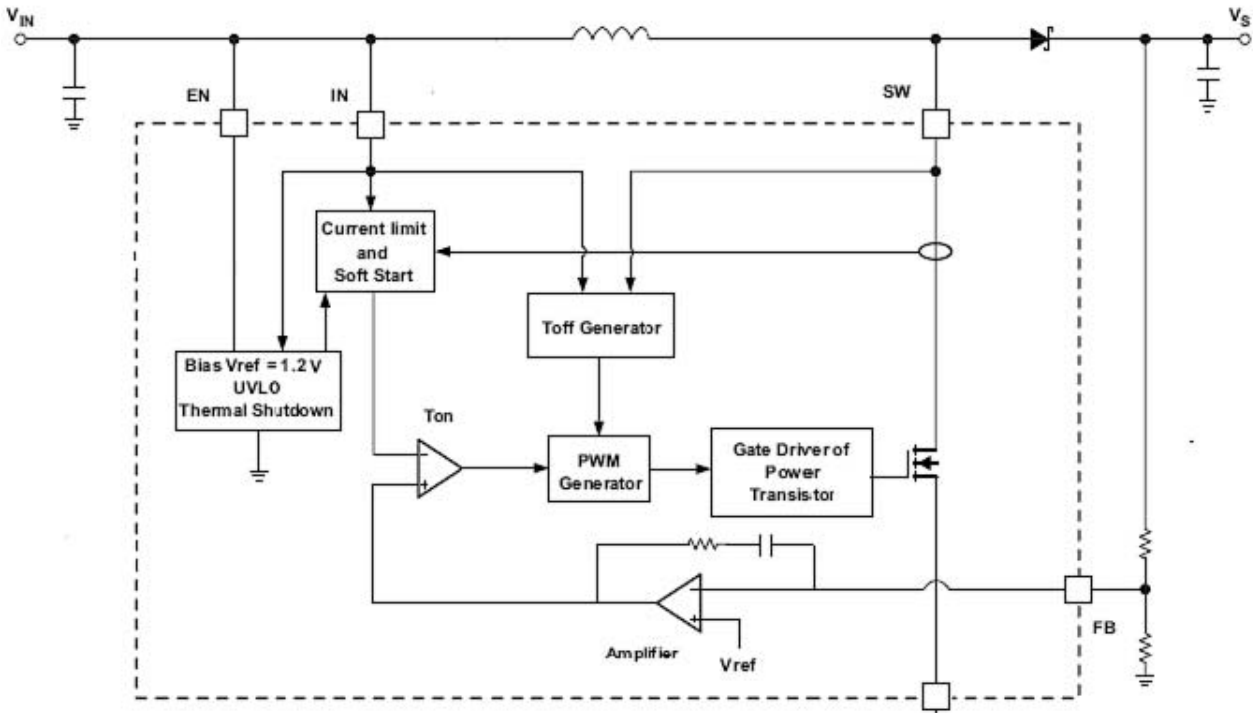 VIN
VS
EN
IN
SW
Current limit
and
Soft Start
Toff Generator
Bias Vref = 1.2 V
UVLO
Thermal Shutdown
Ton
PWM
Generator
Gate Driver of
Power
Transistor
FB
Amplifier
Vref